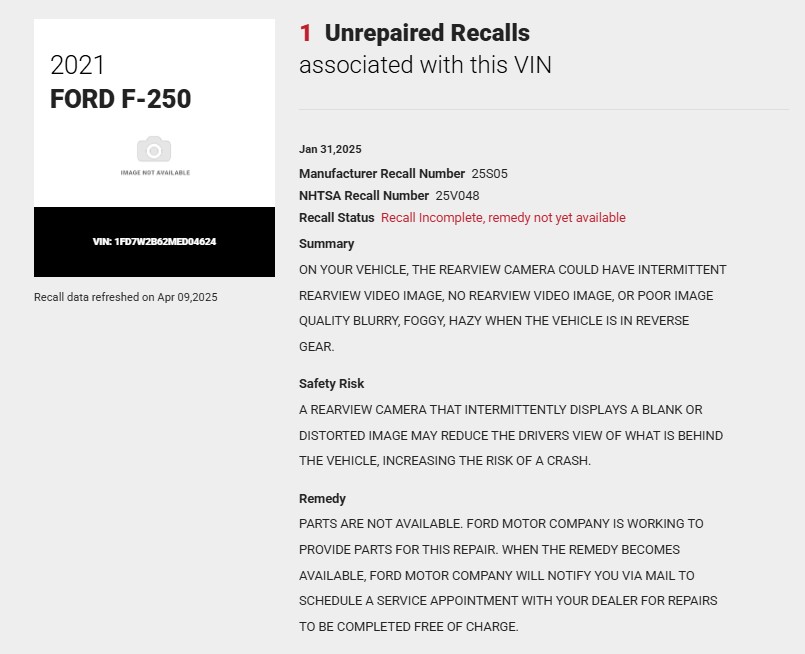 2021
FORD F-250
IMAGE NOT AVAILABLE
VIN: 1FD7W2B62MED04624
Recall data refreshed on Apr 09,2025
1 Unrepaired Recalls
associated with this VIN
Jan 31,2025
Manufacturer Recall Number 25S05
NHTSA Recall Number 25V048
Recall Status Recall Incomplete, remedy not yet available
Summary
ON YOUR VEHICLE, THE REARVIEW CAMERA COULD HAVE INTERMITTENT
REARVIEW VIDEO IMAGE, NO REARVIEW VIDEO IMAGE, OR POOR IMAGE
QUALITY BLURRY, FOGGY, HAZY WHEN THE VEHICLE IS IN REVERSE
GEAR.
Safety Risk
A REARVIEW CAMERA THAT INTERMITTENTLY DISPLAYS A BLANK OR
DISTORTED IMAGE MAY REDUCE THE DRIVERS VIEW OF WHAT IS BEHIND
THE VEHICLE, INCREASING THE RISK OF A CRASH.
Remedy
PARTS ARE NOT AVAILABLE. FORD MOTOR COMPANY IS WORKING TO
PROVIDE PARTS FOR THIS REPAIR. WHEN THE REMEDY BECOMES
AVAILABLE, FORD MOTOR COMPANY WILL NOTIFY YOU VIA MAIL TO
SCHEDULE A SERVICE APPOINTMENT WITH YOUR DEALER FOR REPAIRS
TO BE COMPLETED FREE OF CHARGE.